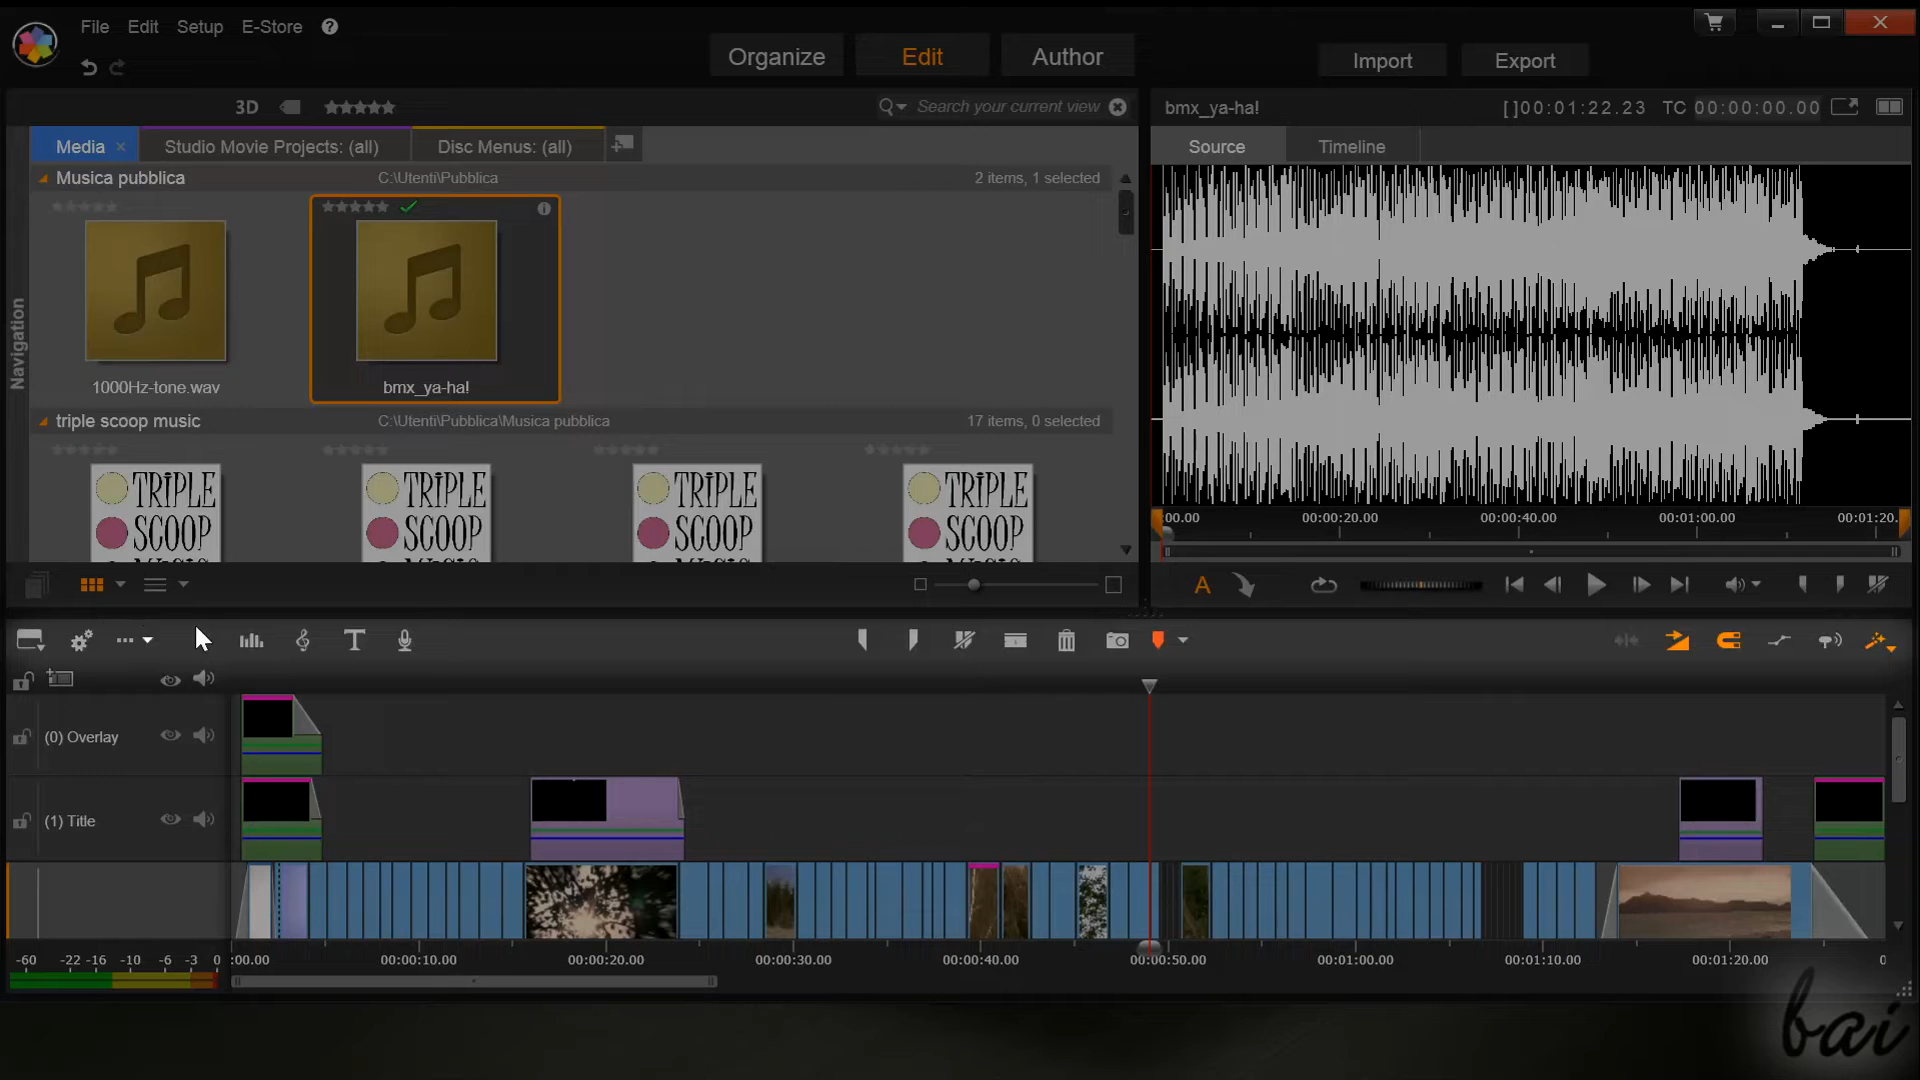 File Edit Setup E-Store ?
Organize Edit Author
Import Export
3D
Search your current view
bmx_ya-ha!
[]00:01:22.23 TC 00:00:00.00
Media Studio Movie Projects: (all) Disc Menus: (all)
Source Timeline
Musica pubblica C:\Utenti\Pubblica 2 items, 1 selected
Navigation
1000Hz-tone.wav bmx_ya-ha!
triple scoop music C:\Utenti\Pubblica\Musica pubblica 17 items, 0 selected
TRIPLE TRIPLE TRIPLE TRIPLE
SCOOP SCOOP SCOOP SCOOP
MUSIC MUSIC MUSIC MUSIC
:00.00 00:00:20.00 00:00:40.00 00:01:00.00 00:01:20.
A
T
(0) Overlay
(1) Title
-60 -22 -16 -10 -6 -3 0
:00.00 00:00:10.00 00:00:20.00 00:00:30.00 00:00:40.00 00:00:50.00 00:01:00.00 00:01:10.00 00:01:20.00 0
bai